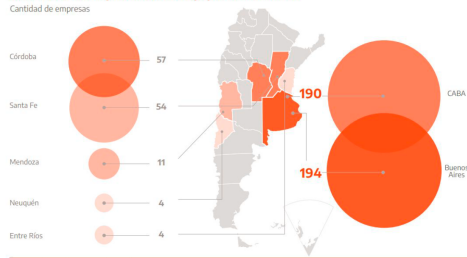 Cantidad de empresas
Córdoba
57
Santa Fe
54
Mendoza
11
Neuquén
4
Entre Ríos
4
190
CABA
194
Buenos
Aires